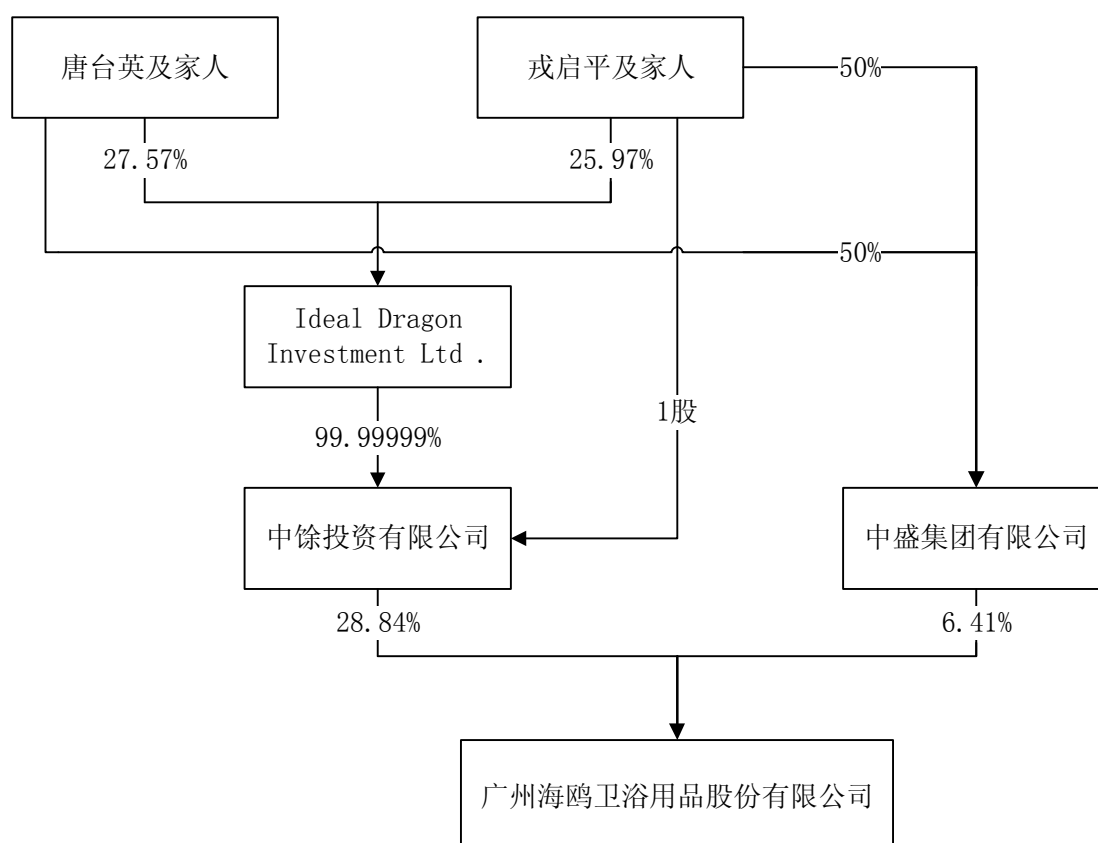 唐台英及家人
戎启平及家人
50%
27.57%
25.97%
50%
Ideal Dragon
Investment Ltd .
1股
99.99999%
中馀投资有限公司
中盛集团有限公司
28.84%
6.41%
广州海鸥卫浴用品股份有限公司